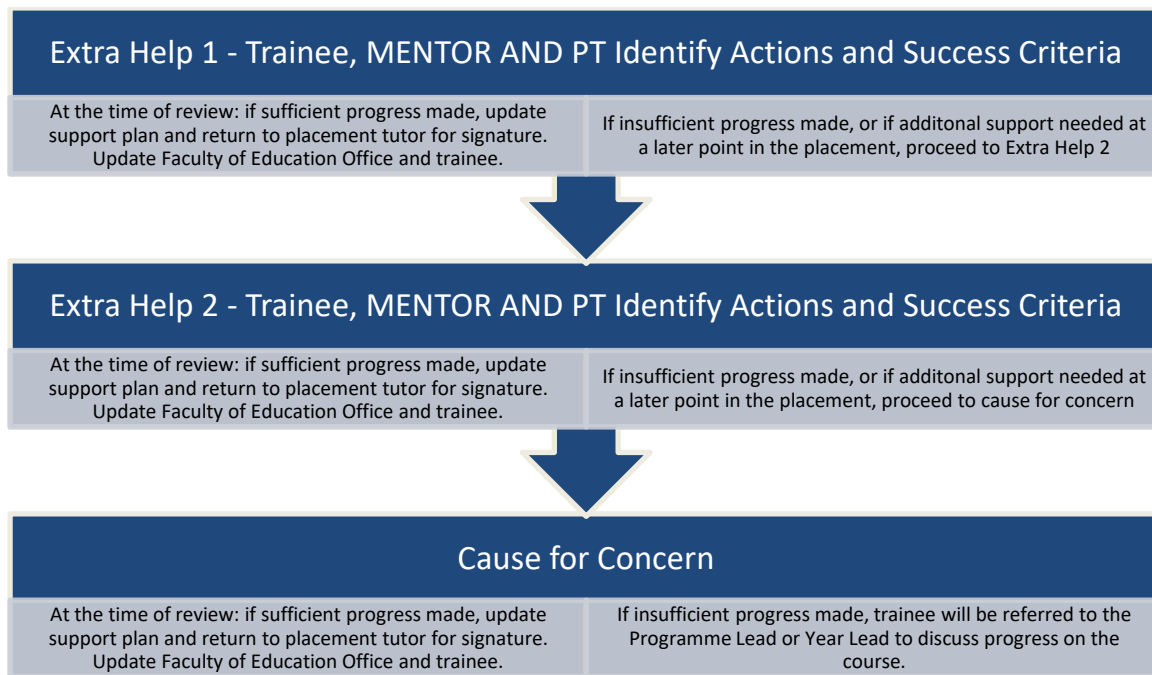 Extra Help 1 - Trainee, MENTOR AND PT Identify Actions and Success Criteria
At the time of review: if sufficient progress made, update
support plan and return to placement tutor for signature.
Update Faculty of Education Office and trainee.
If insufficient progress made, or if additonal support needed at
a later point in the placement, proceed to Extra Help 2
Extra Help 2 - Trainee, MENTOR AND PT Identify Actions and Success Criteria
At the time of review: if sufficient progress made, update
support plan and return to placement tutor for signature.
Update Faculty of Education Office and trainee.
If insufficient progress made, or if additonal support needed at
a later point in the placement, proceed to cause for concern
Cause for Concern
At the time of review: if sufficient progress made, update
support plan and return to placement tutor for signature.
Update Faculty of Education Office and trainee.
If insufficient progress made, trainee will be referred to the
Programme Lead or Year Lead to discuss progress on the
course.